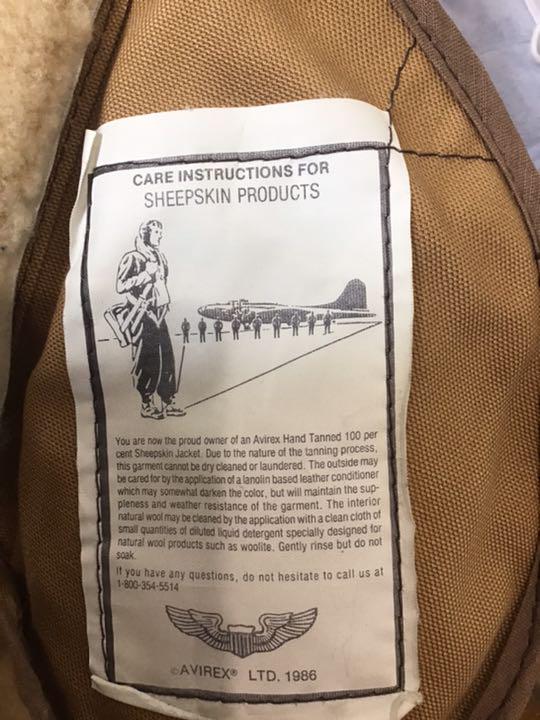 CARE INSTRUCTIONS FOR
SHEEPSKIN PRODUCTS
You are now the proud owner of an Avirex Hand Tanned 100 per
cent Sheepskin Jacket. Due to the nature of the tanning process,
this garment cannot be dry cleaned or laundered. The outside may
be cared for by the application of a lanolin based leather conditioner
which may somewhat darken the color, but will maintain the sup-
pleness and weather resistance of the garment. The interior
natural wool may be cleaned by the application with a clean cloth of
small quantities of diluted liquid detergent specially designed for
natural wool products such as woolite. Gently rinse but do not
soak.
If you have any questions, do not hesitate to call us at
1-800-354-5514
©AVIREX® LTD. 1986